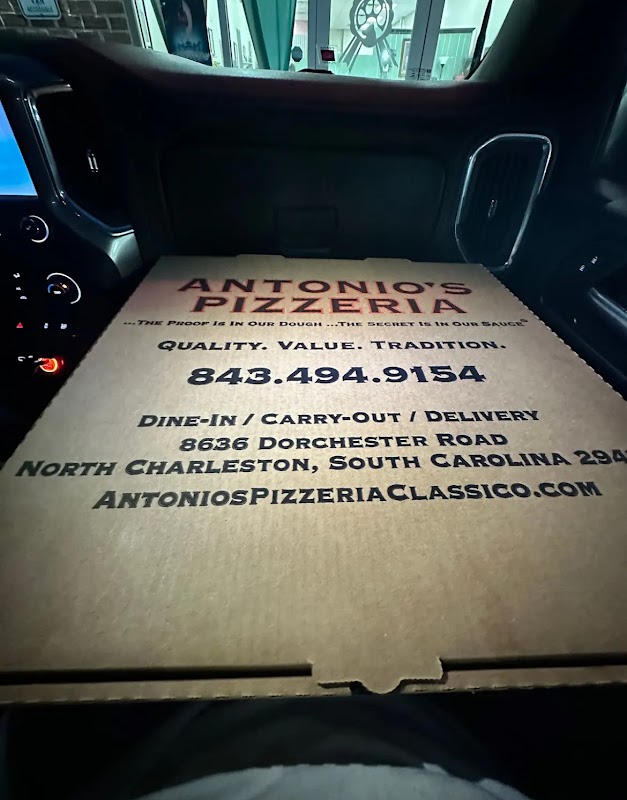 ANTONIO'S
PIZZERIA
...THE PROOF IS IN OUR DOUGH ...THE SECRET IS IN OUR SAUCE®
QUALITY. VALUE. TRADITION.
843.494.9154
DINE-IN / CARRY-OUT / DELIVERY
8636 DORCHESTER ROAD
NORTH CHARLESTON, SOUTH CAROLINA 294
ANTONIOSPIZZERIACLASSICO.COM